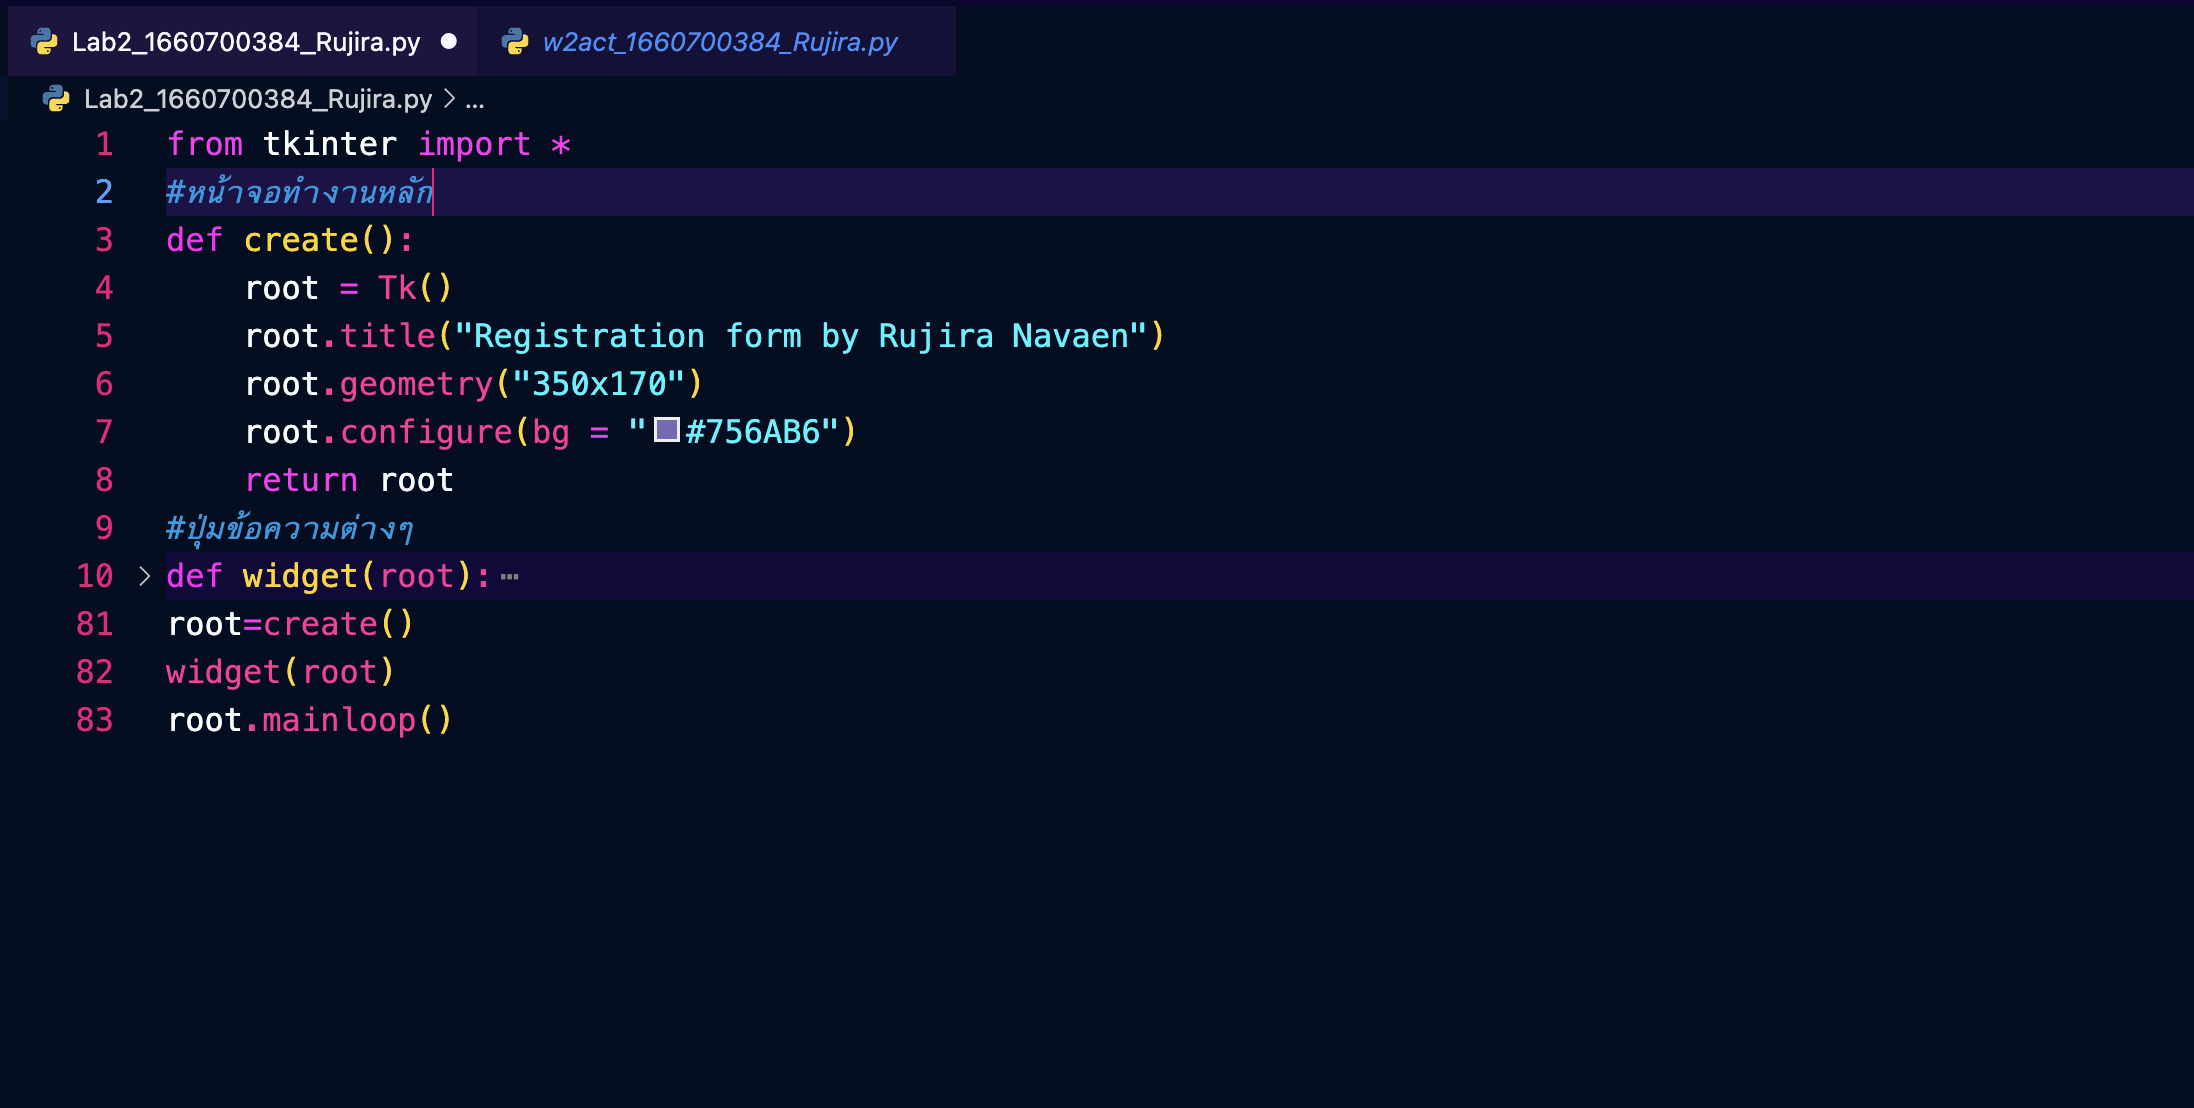 Lab2_1660700384_Rujira.py ● w2act_1660700384_Rujira.py
Lab2_1660700384_Rujira.py > ...
1 from tkinter import *
2 #หน้าจอทำงานหลัก
3 def create():
4     root = Tk()
5     root.title("Registration form by Rujira Navaen")
6     root.geometry("350x170")
7     root.configure(bg = "#756AB6")
8     return root
9 #ปุ่มข้อความต่างๆ
10 > def widget(root): ⋯
81 root=create()
82 widget(root)
83 root.mainloop()